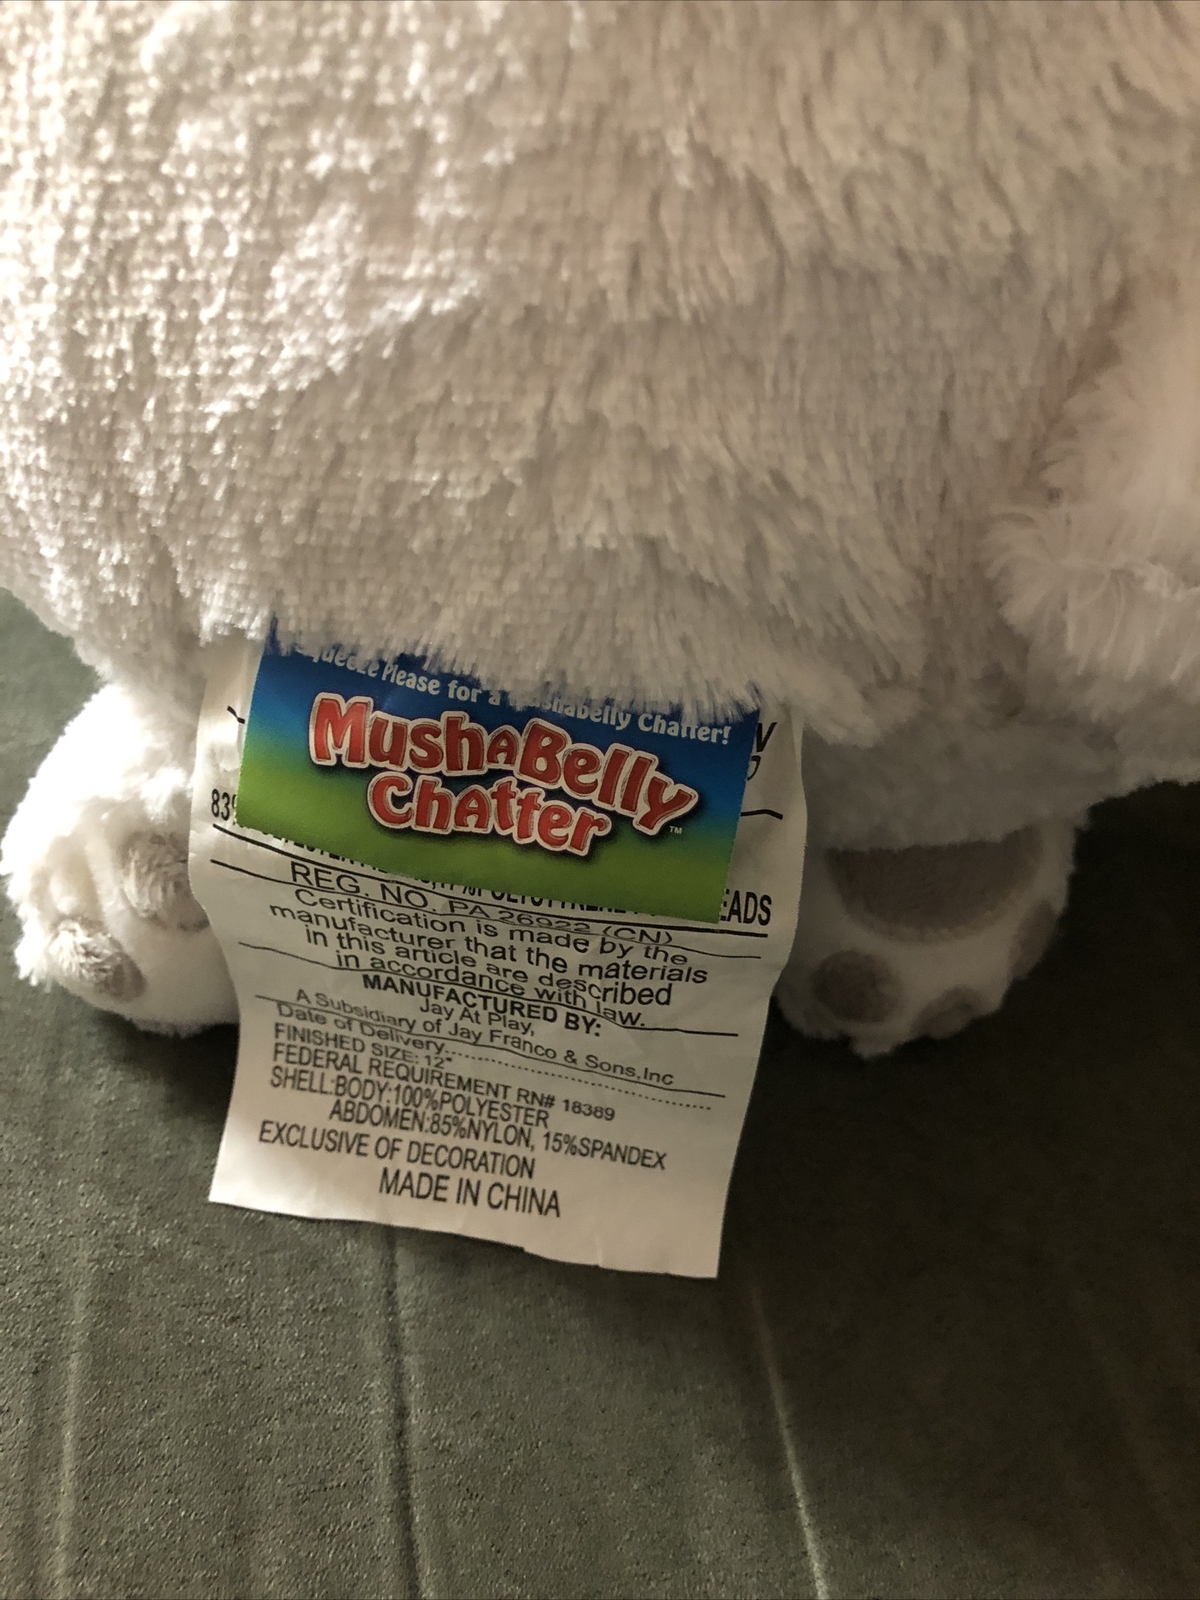 Please for a Mushabelly Chatter!
MushABelly
Chatter™
83%
EADS
REG. NO. PA 26922 (CN)
Certification is made by the
manufacturer that the materials
in this article are described
in accordance with law.
MANUFACTURED BY:
Jay At Play,
A Subsidiary of Jay Franco & Sons,Inc
Date of Delivery........................................
FINISHED SIZE: 12"
FEDERAL REQUIREMENT RN# 18389
SHELL:BODY:100%POLYESTER
ABDOMEN:85%NYLON, 15%SPANDEX
EXCLUSIVE OF DECORATION
MADE IN CHINA